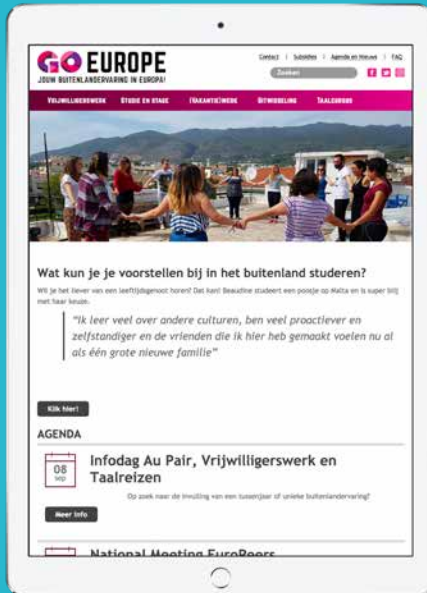 GO EUROPE
JOUW BUITENLANDERVARING IN EUROPA!
Contact | Subsidies | Agenda en Nieuws | FAQ
Zoeken
VRIJWILLIGERSWERK STUDIE EN STAGE (VAKANTIE)WERK UITWISSELING TAALCURSUS
Wat kun je je voorstellen bij in het buitenland studeren?
Wil je het liever van een leeftijdsgenoot horen? Dat kan! Beaudine studeert een poosje op Malta en is super blij
met haar keuze.
"Ik leer veel over andere culturen, ben veel proactiever en
zelfstandiger en de vrienden die ik hier heb gemaakt voelen nu al
als één grote nieuwe familie"
Klik hier!
AGENDA
08
sep
Infodag Au Pair, Vrijwilligerswerk en
Taalreizen
Op zoek naar de invulling van een tussenjaar of unieke buitenlandervaring?
Meer info
National Meeting EuroPeers